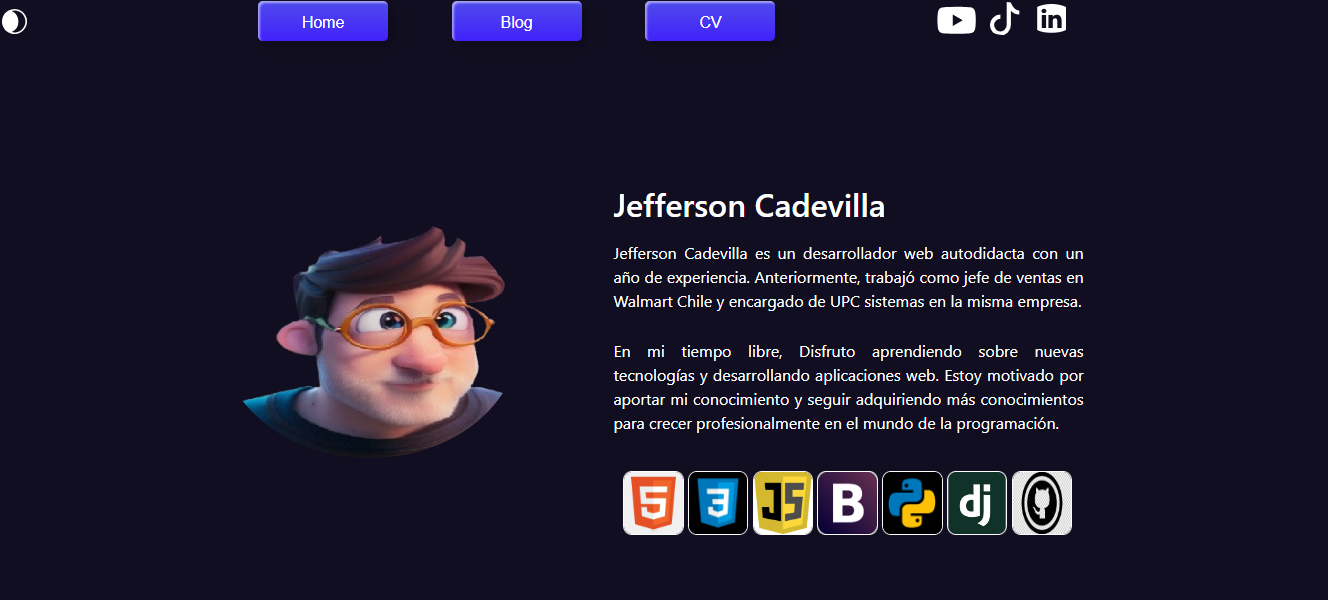 Home
Blog
CV
in
Jefferson Cadevilla
Jefferson Cadevilla es un desarrollador web autodidacta con un
año de experiencia. Anteriormente, trabajó como jefe de ventas en
Walmart Chile y encargado de UPC sistemas en la misma empresa.
En mi tiempo libre, Disfruto aprendiendo sobre nuevas
tecnologías y desarrollando aplicaciones web. Estoy motivado por
aportar mi conocimiento y seguir adquiriendo más conocimientos
para crecer profesionalmente en el mundo de la programación.
5 3 JS B dj